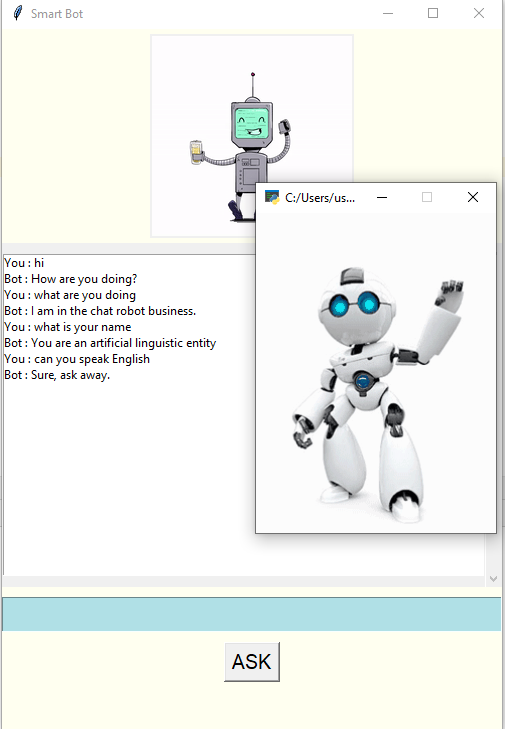 Smart Bot
C:/Users/us...
You : hi
Bot : How are you doing?
You : what are you doing
Bot : I am in the chat robot business.
You : what is your name
Bot : You are an artificial linguistic entity
You : can you speak English
Bot : Sure, ask away.
ASK